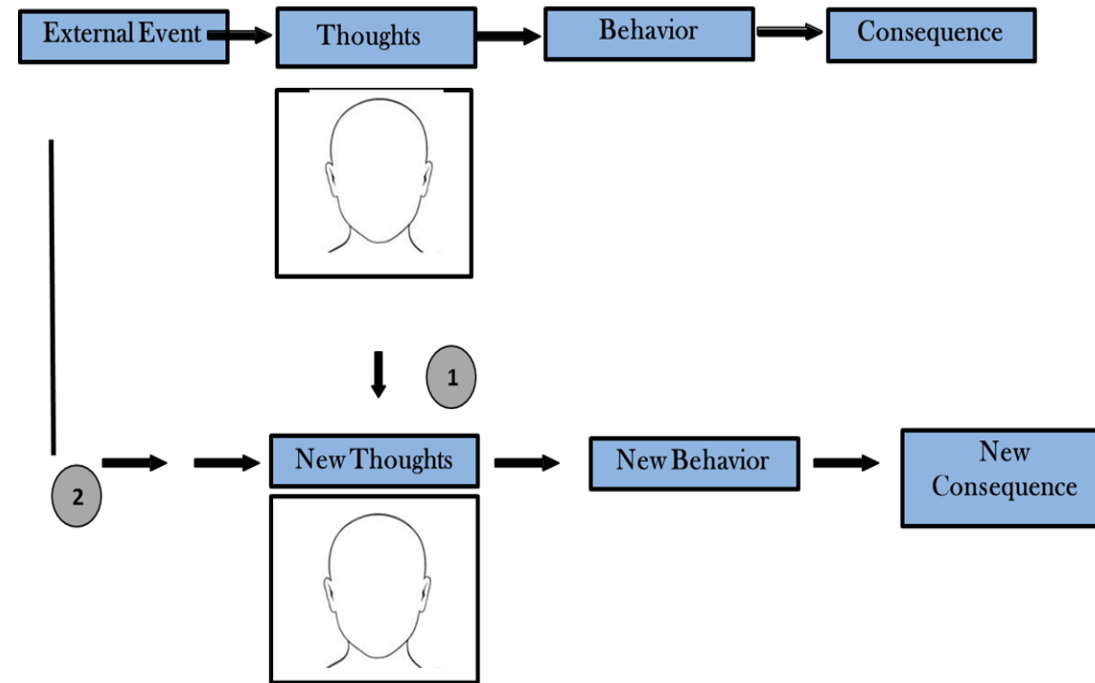 External Event
Thoughts
Behavior
Consequence
1
New Thoughts
New Behavior
New
Consequence
2